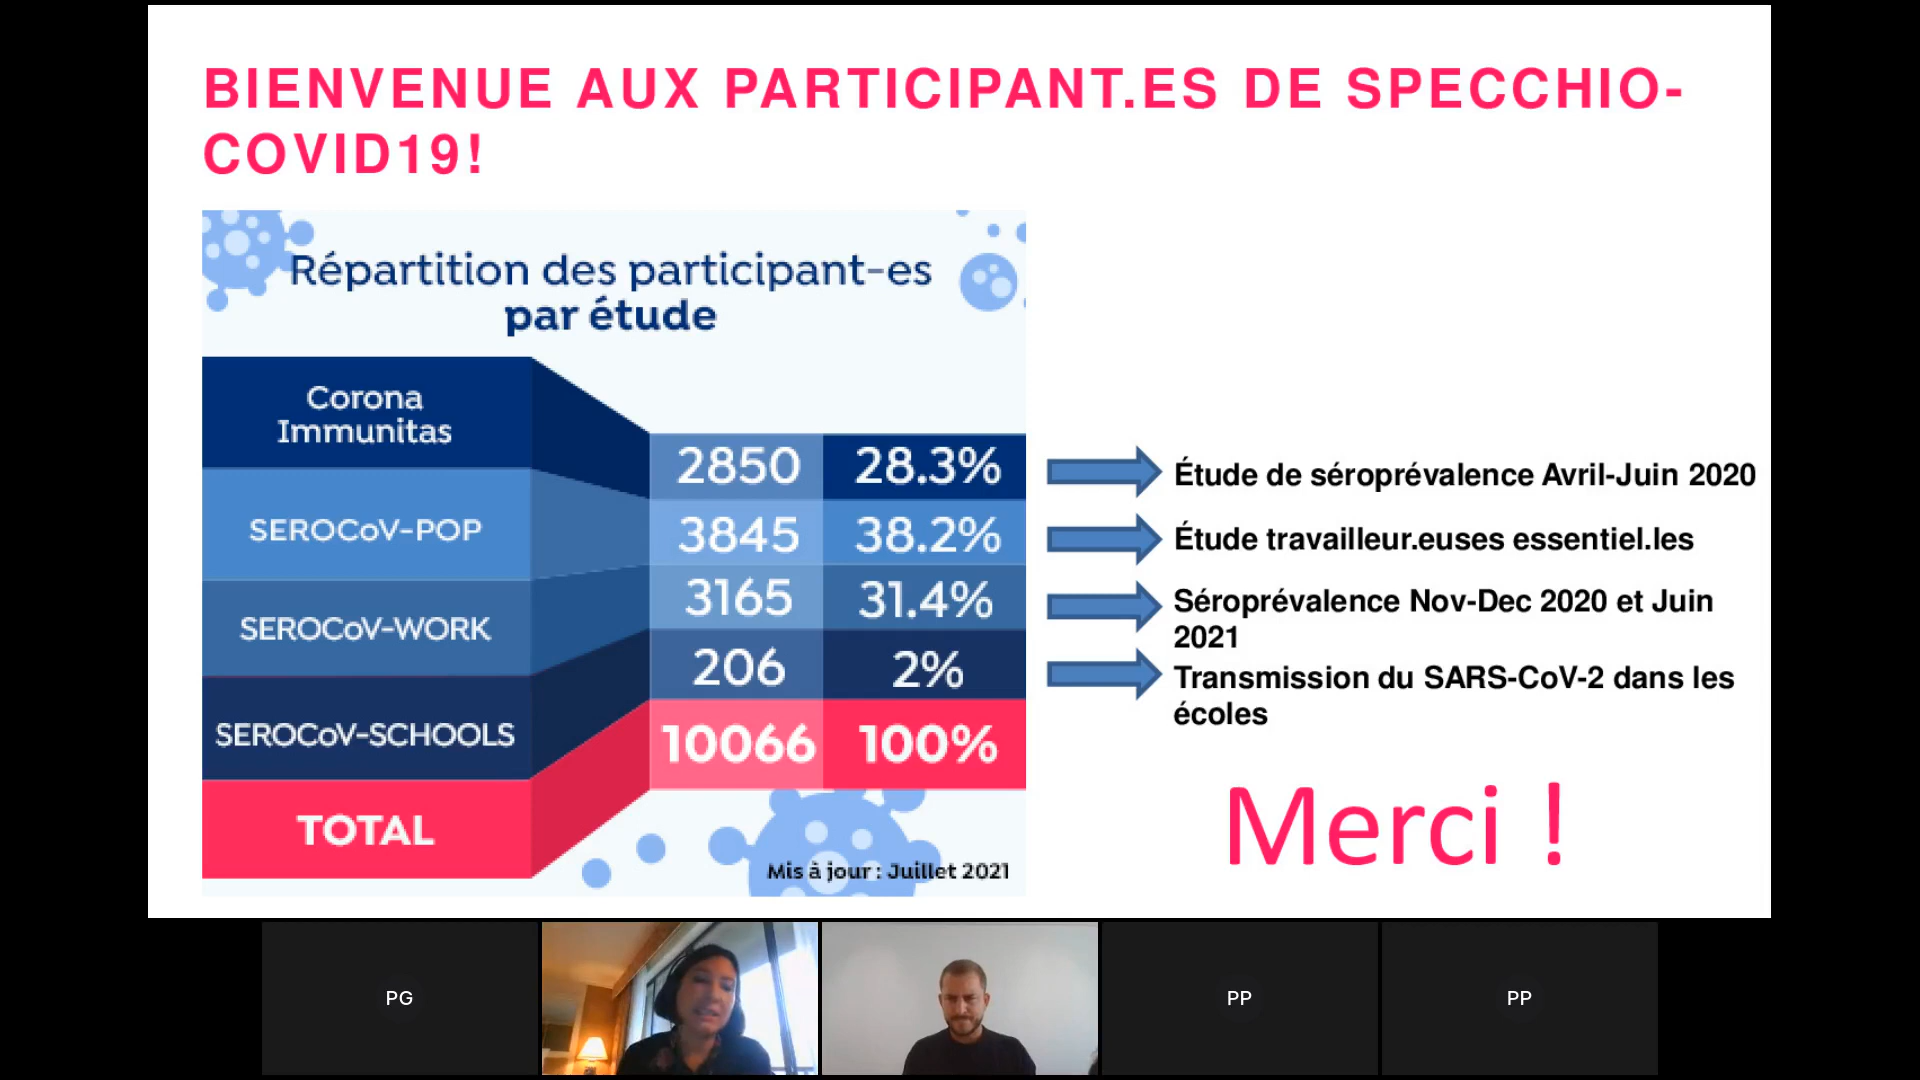 BIENVENUE AUX PARTICIPANT.ES DE SPECCHIO-
COVID19!
Répartition des participant-es
par étude
Corona
Immunitas
2850 28.3%
SEROCoV-POP
3845 38.2%
SEROCoV-WORK
3165 31.4%
SEROCoV-SCHOOLS
206 2%
TOTAL
10066 100%
Mis à jour : Juillet 2021
Étude de séroprévalence Avril-Juin 2020
Étude travailleur.euses essentiel.les
Séroprévalence Nov-Dec 2020 et Juin
2021
Transmission du SARS-CoV-2 dans les
écoles
Merci !
PG
PP
PP